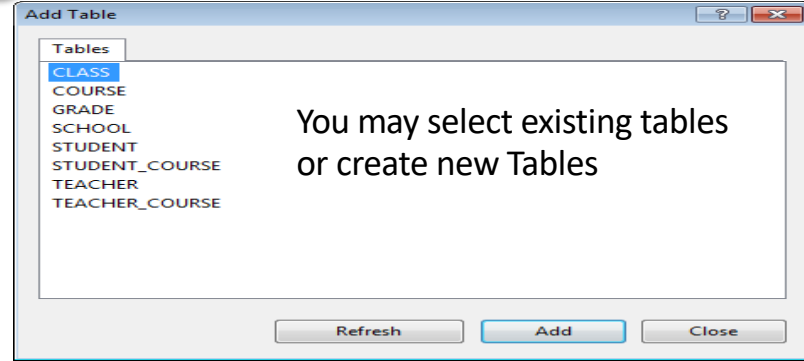 Add Table
Tables
CLASS
COURSE
GRADE
SCHOOL
STUDENT
STUDENT_COURSE
TEACHER
TEACHER_COURSE
You may select existing tables
or create new Tables
Refresh
Add
Close